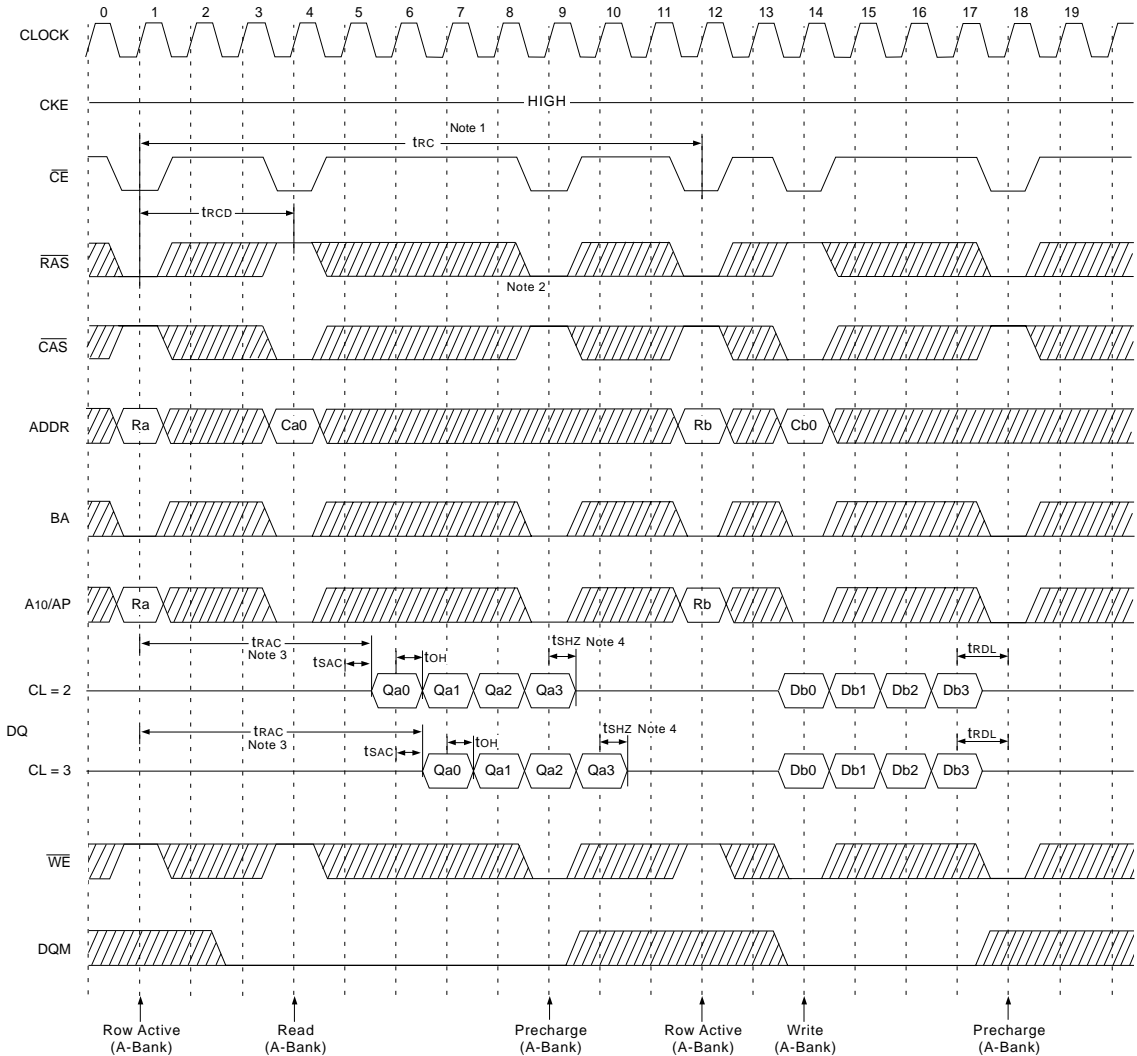 0 1 2 3 4 5 6 7 8 9 10 11 12 13 14 15 16 17 18 19
CLOCK
CKE
HIGH
Note 1
tRC
CE
tRCD
RAS
Note 2
CAS
ADDR
Ra
Ca0
Rb
Cb0
BA
A10/AP
Ra
Rb
tRAC
Note 3
tSAC
tOH
tSHZ Note 4
tRDL
CL = 2
Qa0 Qa1 Qa2 Qa3
Db0 Db1 Db2 Db3
DQ
tRAC
Note 3
tSAC
tOH
tSHZ Note 4
tRDL
CL = 3
Qa0 Qa1 Qa2 Qa3
Db0 Db1 Db2 Db3
WE
DQM
Row Active
(A-Bank)
Read
(A-Bank)
Precharge
(A-Bank)
Row Active
(A-Bank)
Write
(A-Bank)
Precharge
(A-Bank)